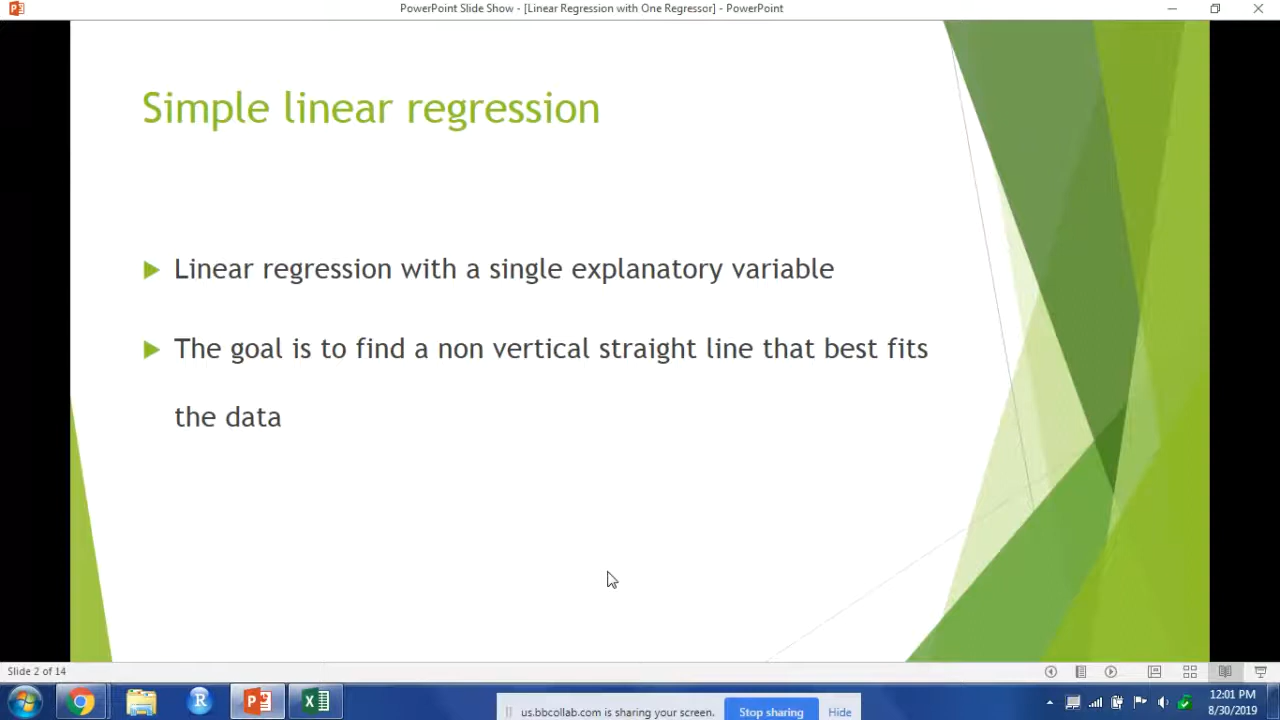 PowerPoint Slide Show - [Linear Regression with One Regressor] - PowerPoint
Simple linear regression
Linear regression with a single explanatory variable
The goal is to find a non vertical straight line that best fits
the data
Slide 2 of 14
us.bbcollab.com is sharing your screen.
Stop sharing
Hide
12:01 PM
8/30/2019